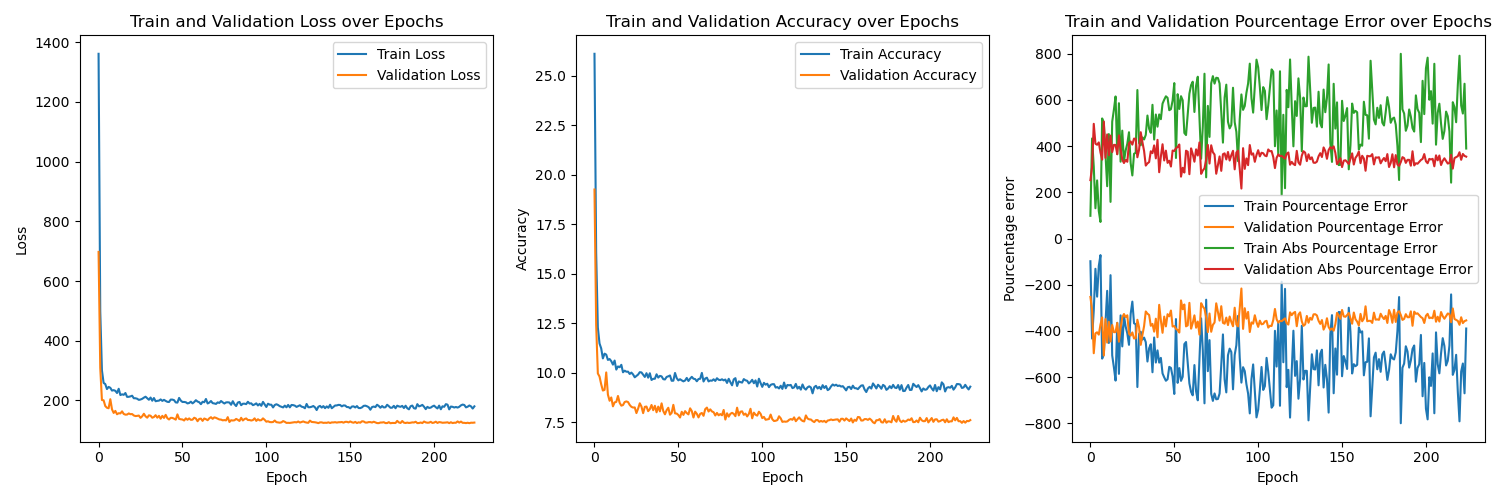 Train and Validation Loss over Epochs
1400
1200
1000
800
600
400
200
0
50
100
150
200
Loss
Epoch
Train Loss
Validation Loss
Train and Validation Accuracy over Epochs
25.0
22.5
20.0
17.5
15.0
12.5
10.0
7.5
0
50
100
150
200
Accuracy
Epoch
Train Accuracy
Validation Accuracy
Train and Validation Pourcentage Error over Epochs
800
600
400
200
0
−200
−400
−600
−800
0
50
100
150
200
Pourcentage error
Epoch
Train Pourcentage Error
Validation Pourcentage Error
Train Abs Pourcentage Error
Validation Abs Pourcentage Error